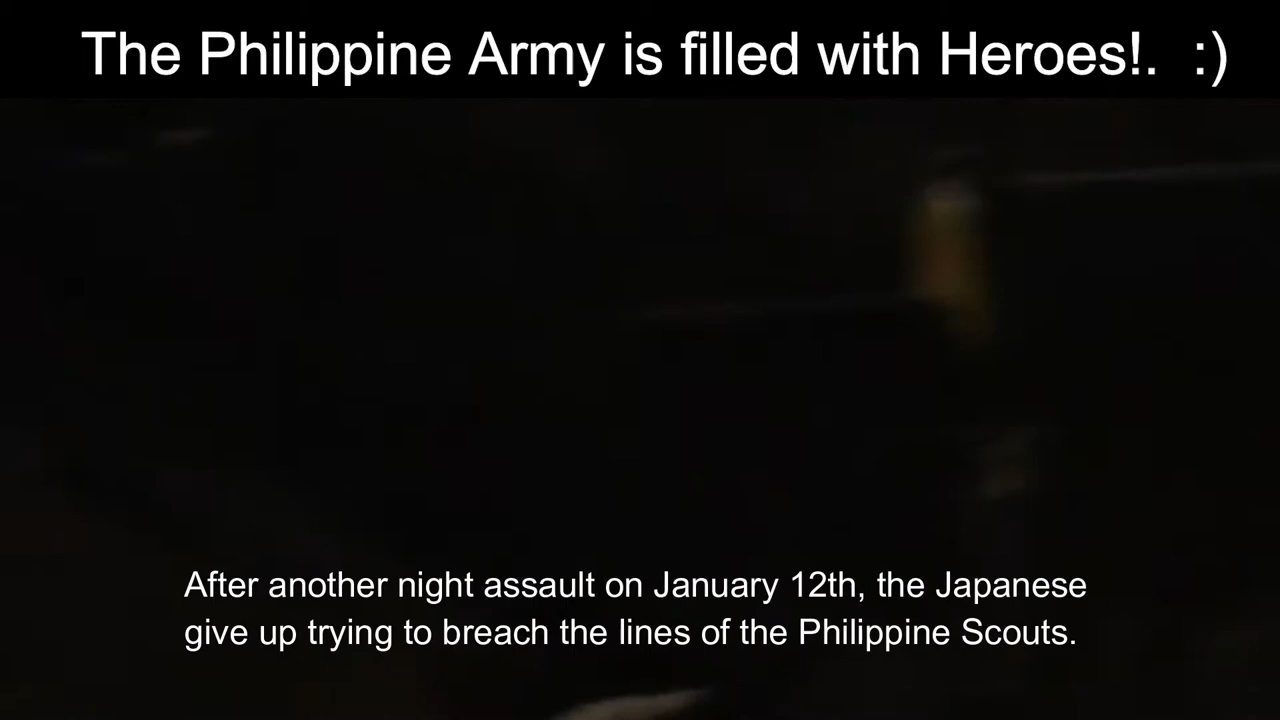 The Philippine Army is filled with Heroes!.  :)
After another night assault on January 12th, the Japanese
give up trying to breach the lines of the Philippine Scouts.